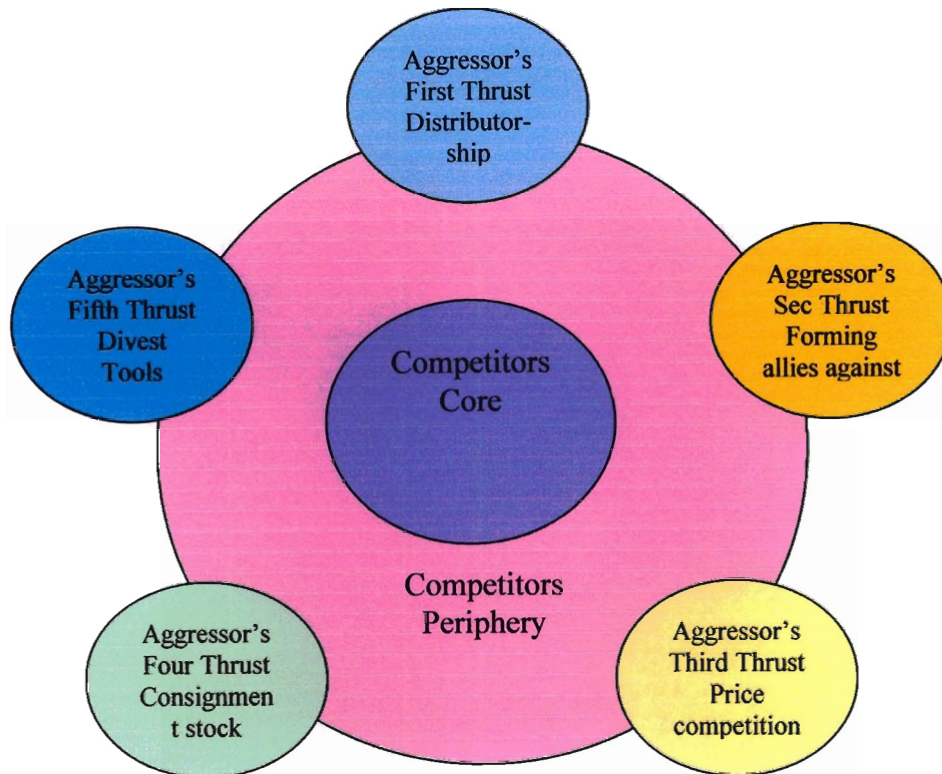 Aggressor's
First Thrust
Distributor-
ship
Aggressor's
Fifth Thrust
Divest
Tools
Aggressor's
Sec Thrust
Forming
allies against
Competitors
Core
Competitors
Periphery
Aggressor's
Four Thrust
Consignmen
t stock
Aggressor's
Third Thrust
Price
competition